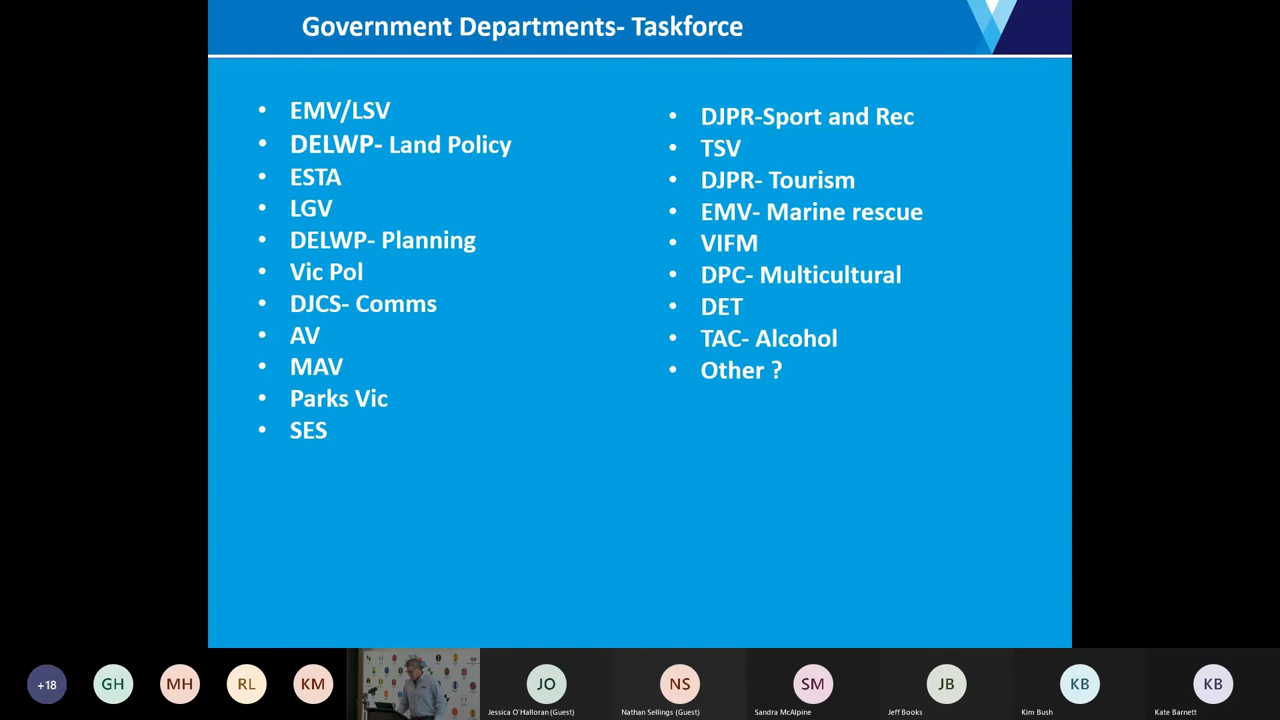 Government Departments- Taskforce
• EMV/LSV
• DELWP- Land Policy
• ESTA
• LGV
• DELWP- Planning
• Vic Pol
• DJCS- Comms
• AV
• MAV
• Parks Vic
• SES
• DJPR-Sport and Rec
• TSV
• DJPR- Tourism
• EMV- Marine rescue
• VIFM
• DPC- Multicultural
• DET
• TAC- Alcohol
• Other ?
+18
GH
MH
RL
KM
JO
NS
SM
JB
KB
KB
Jessica O'Halloran (Guest)
Nathan Sellings (Guest)
Sandra McAlpine
Jeff Books
Kim Bush
Kate Barnett